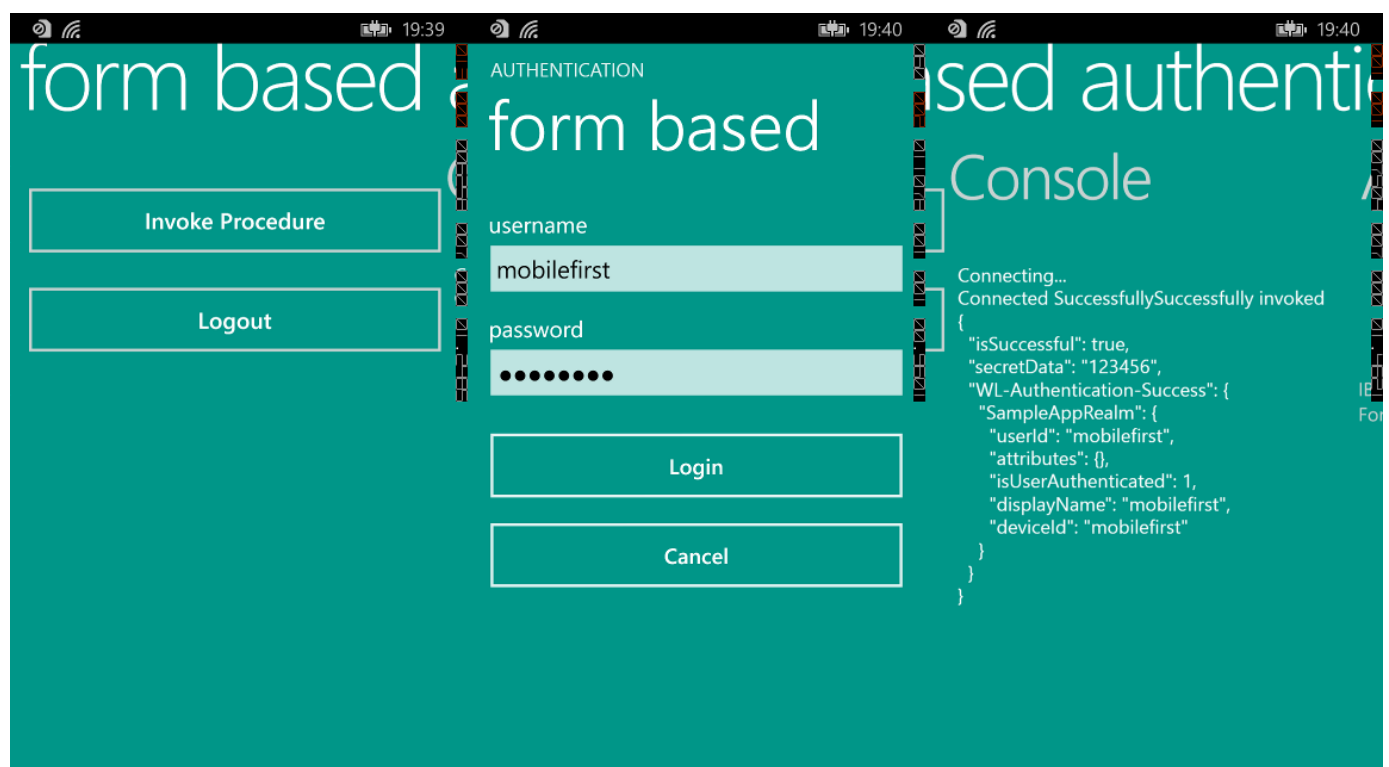 19:39
form based
Invoke Procedure
Logout
19:40
AUTHENTICATION
form based
username
mobilefirst
password
●●●●●●●●
Login
Cancel
19:40
sed authenti
Console
Connecting...
Connected SuccessfullySuccessfully invoked
{
"isSuccessful": true,
"secretData": "123456",
"WL-Authentication-Success": {
"SampleAppRealm": {
"userId": "mobilefirst",
"attributes": {},
"isUserAuthenticated": 1,
"displayName": "mobilefirst",
"deviceId": "mobilefirst"
}
}
}
For